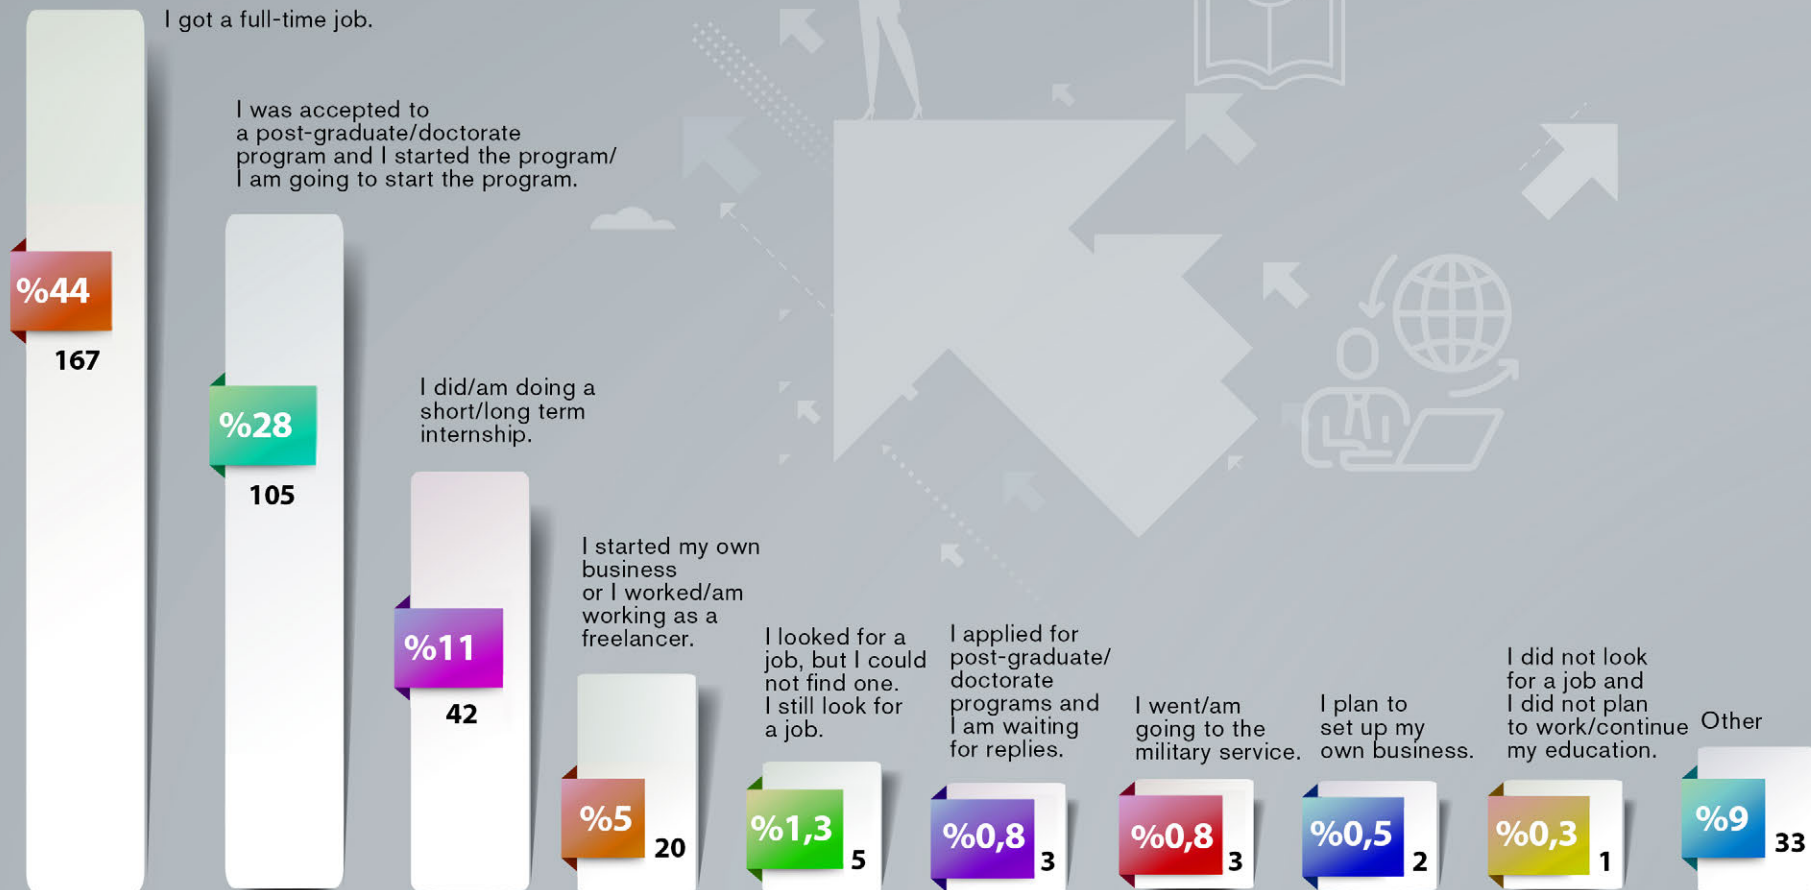 I got a full-time job.
%44
167
I was accepted to
a post-graduate/doctorate
program and I started the program/
I am going to start the program.
%28
105
I did/am doing a
short/long term
internship.
%11
42
I started my own
business
or I worked/am
working as a
freelancer.
%5
20
I looked for a
job, but I could
not find one.
I still look for
a job.
%1,3
5
I applied for
post-graduate/
doctorate
programs and
I am waiting
for replies.
%0,8
3
I went/am
going to the
military service.
%0,8
3
I plan to
set up my
own business.
%0,5
2
I did not look
for a job and
I did not plan
to work/continue
my education.
%0,3
1
Other
%9
33